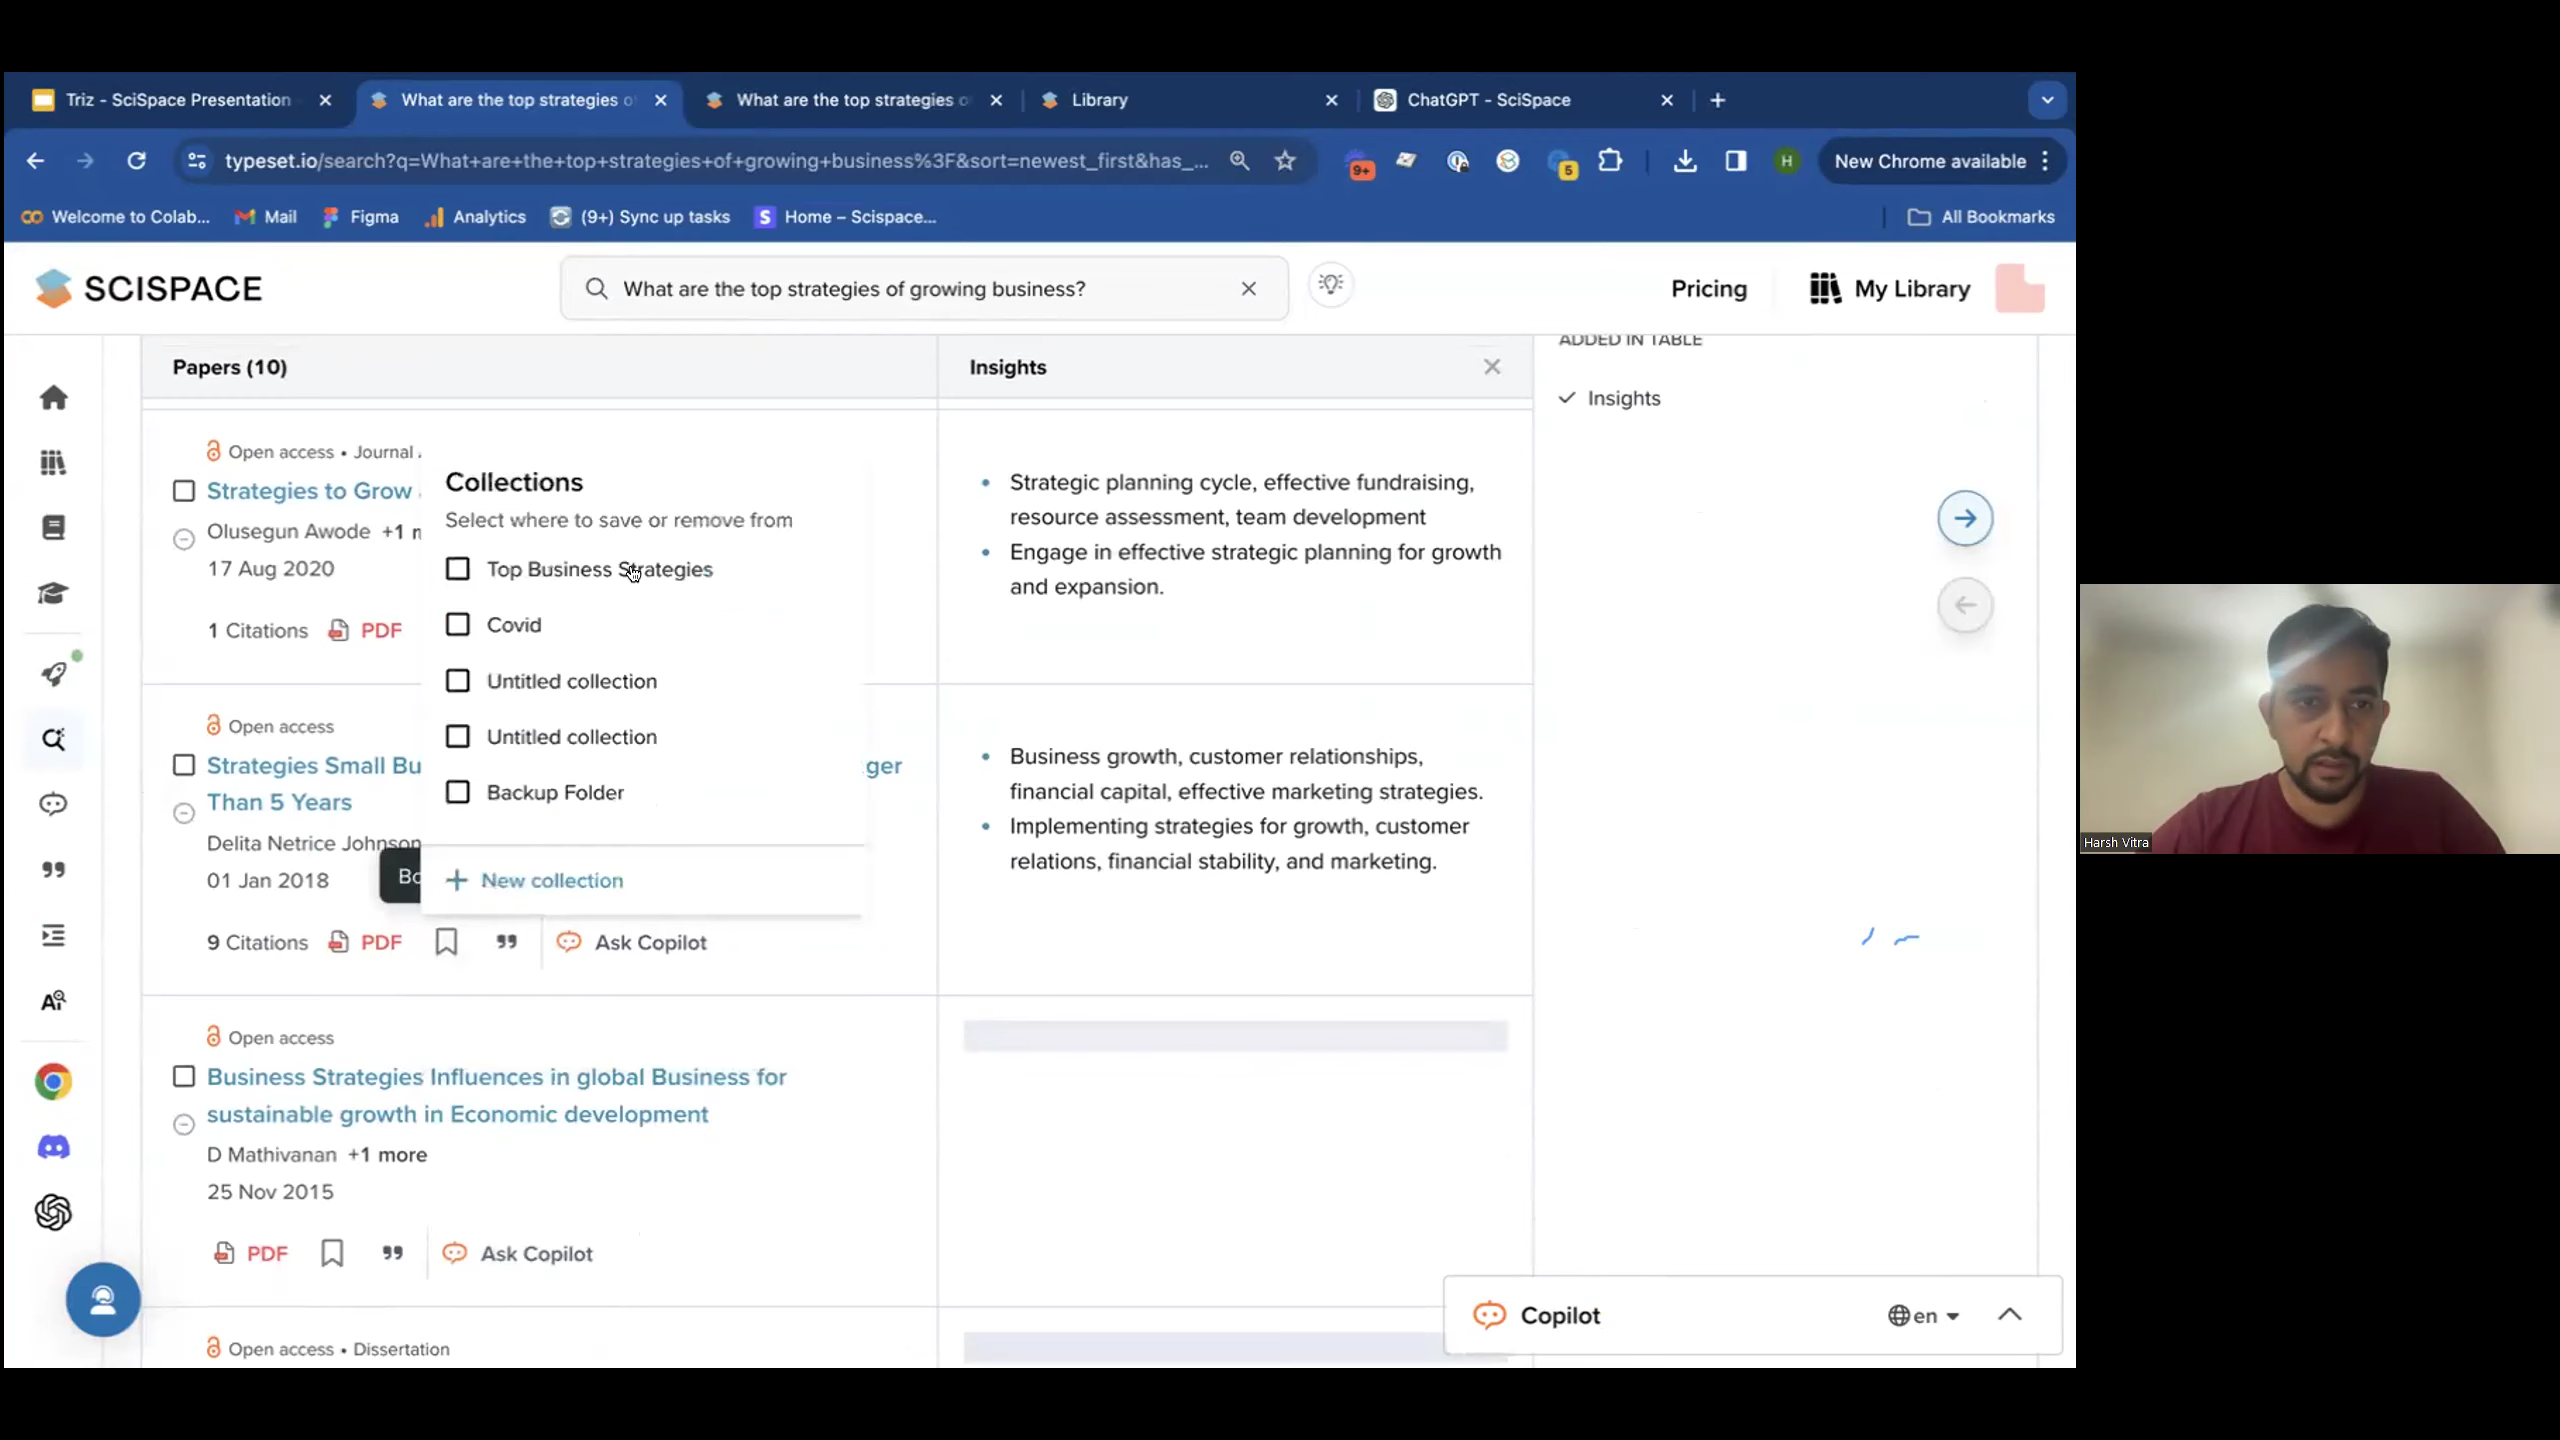 Triz - SciSpace Presentation
What are the top strategies o
What are the top strategies o
Library
ChatGPT - SciSpace
typeset.io/search?q=What+are+the+top+strategies+of+growing+business%3F&sort=newest_first&has_...
9+
5
H
New Chrome available
Welcome to Colab...
Mail
Figma
Analytics
(9+) Sync up tasks
S
Home – Scispace...
All Bookmarks
SCISPACE
What are the top strategies of growing business?
Pricing
My Library
Papers (10)
Insights
ADDED IN TABLE
Insights
Open access • Journal
Strategies to Grow
Olusegun Awode +1
17 Aug 2020
1 Citations
PDF
Collections
Select where to save or remove from
Top Business Strategies
Covid
Untitled collection
Untitled collection
Backup Folder
New collection
Strategic planning cycle, effective fundraising,
resource assessment, team development
Engage in effective strategic planning for growth
and expansion.
Open access
Strategies Small Bu
ger
Than 5 Years
Delita Netrice Johnson
Bo
01 Jan 2018
9 Citations
PDF
Ask Copilot
Business growth, customer relationships,
financial capital, effective marketing strategies.
Implementing strategies for growth, customer
relations, financial stability, and marketing.
Open access
Business Strategies Influences in global Business for
sustainable growth in Economic development
D Mathivanan +1 more
25 Nov 2015
PDF
Ask Copilot
Open access • Dissertation
Copilot
en
Harsh Vitra